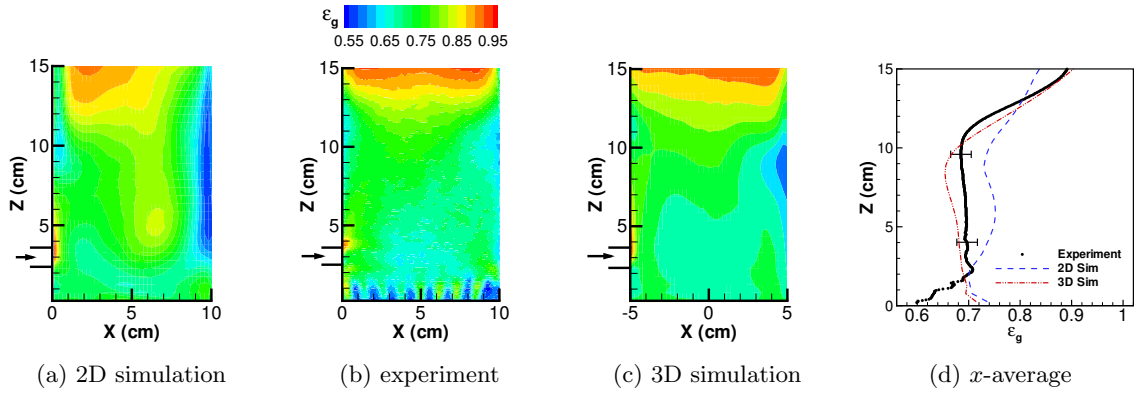 ε_g
0.55 0.65 0.75 0.85 0.95
15
10
5
0
Z (cm)
0 5 10
X (cm)
15
10
5
0
Z (cm)
0 5 10
X (cm)
15
10
5
0
Z (cm)
-5 0 5
X (cm)
15
10
5
0
Z (cm)
Experiment
2D Sim
3D Sim
0.6 0.7 0.8 0.9 1
ε_g
(a) 2D simulation
(b) experiment
(c) 3D simulation
(d) x-average